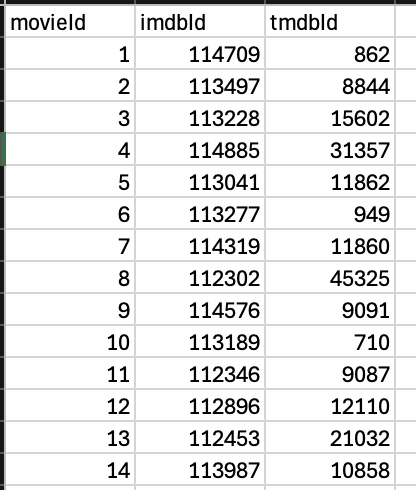 movieId imdbId tmdbId
1 114709 862
2 113497 8844
3 113228 15602
4 114885 31357
5 113041 11862
6 113277 949
7 114319 11860
8 112302 45325
9 114576 9091
10 113189 710
11 112346 9087
12 112896 12110
13 112453 21032
14 113987 10858